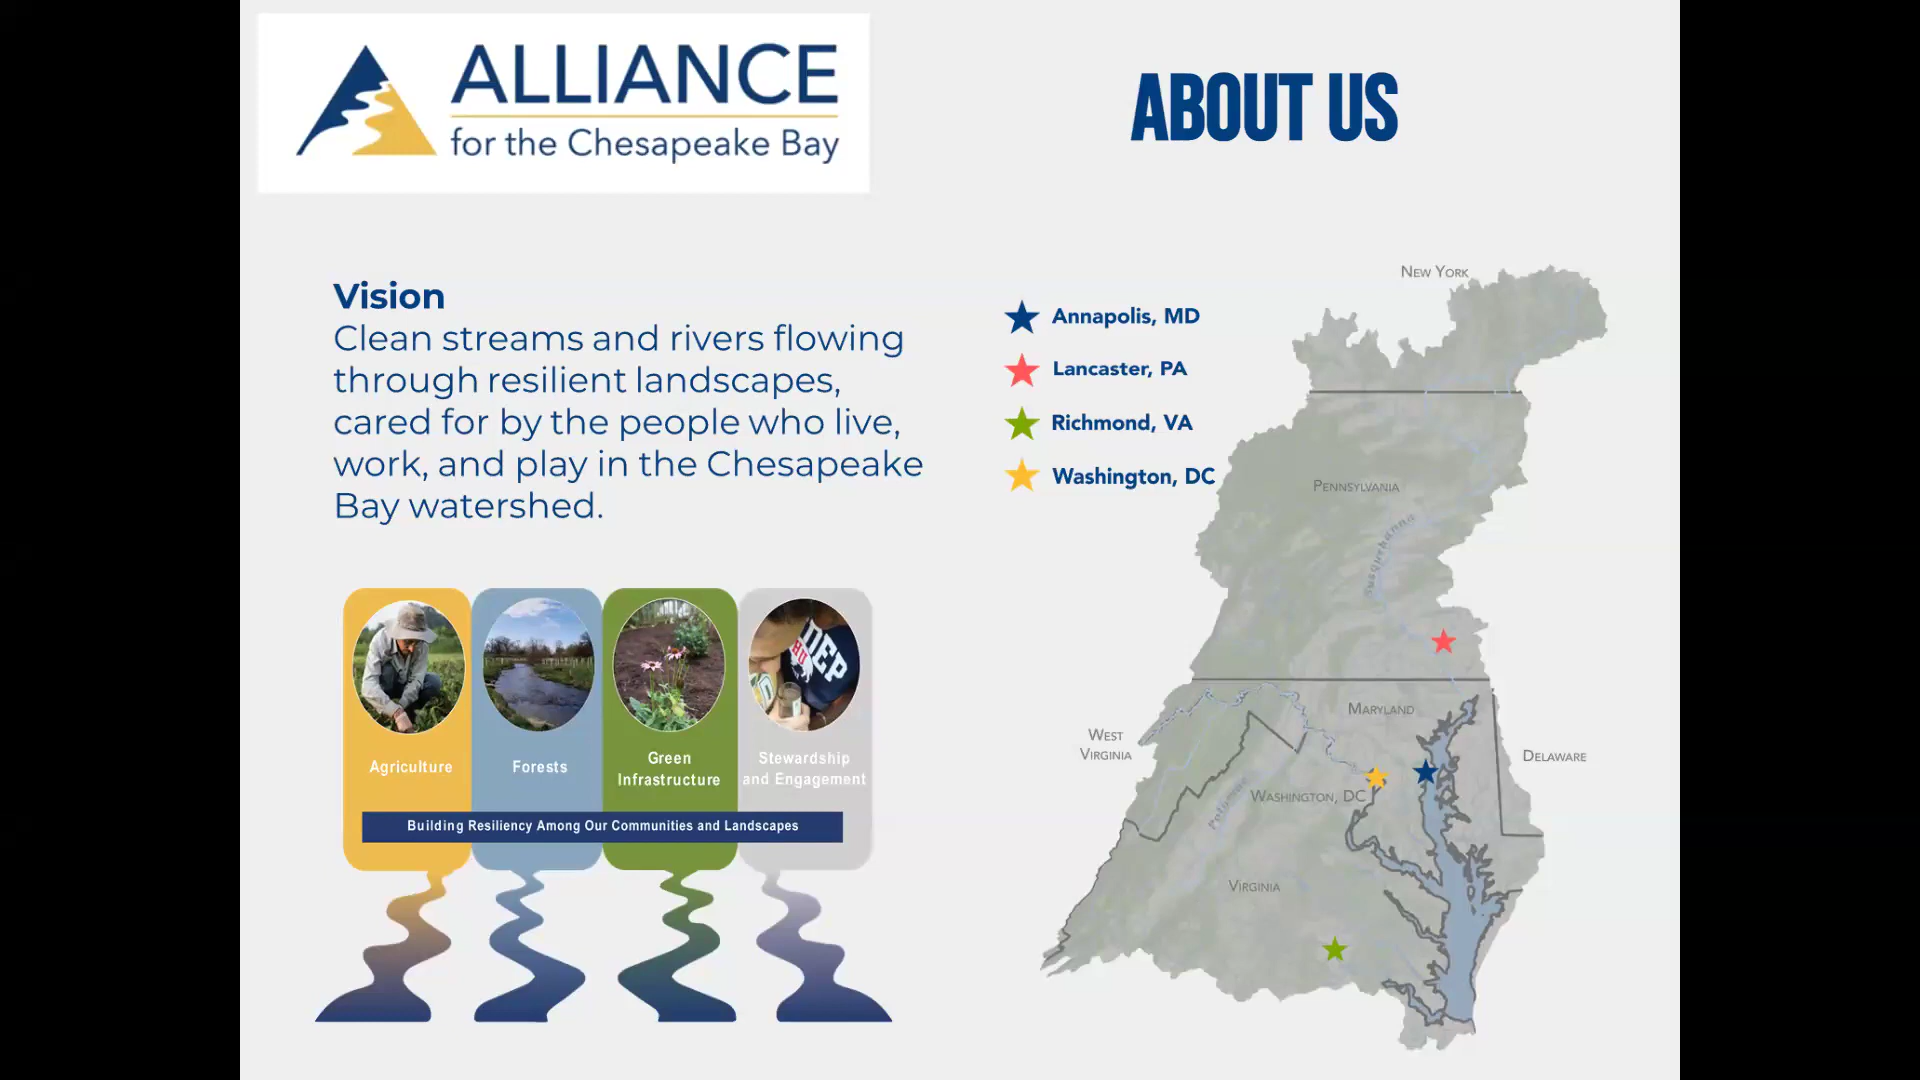 ALLIANCE
for the Chesapeake Bay
ABOUT US
Vision
Clean streams and rivers flowing
through resilient landscapes,
cared for by the people who live,
work, and play in the Chesapeake
Bay watershed.
Annapolis, MD
Lancaster, PA
Richmond, VA
Washington, DC
New York
Pennsylvania
Susquehanna
Maryland
West
Virginia
Delaware
Washington, DC
Potomac
Virginia
DEP
Agriculture
Forests
Green
Infrastructure
Stewardship
and Engagement
Building Resiliency Among Our Communities and Landscapes